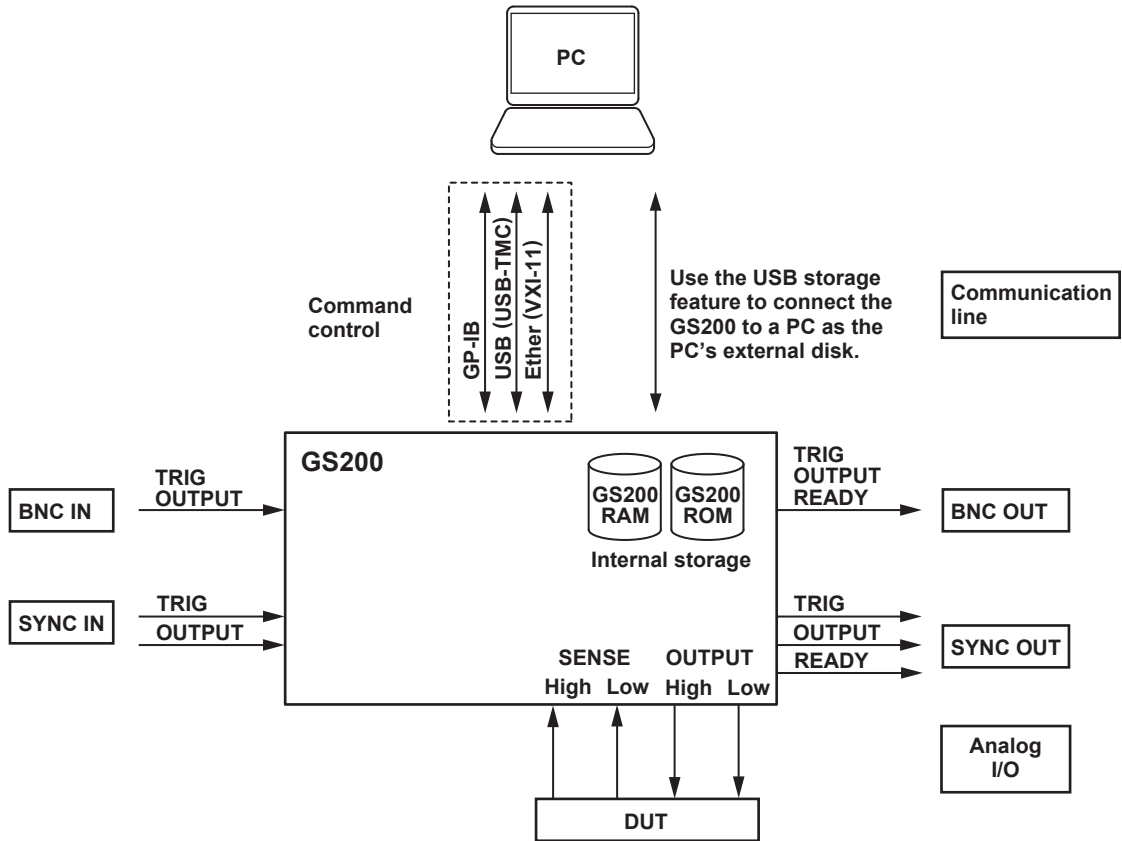 PC
Command
control
GP-IB
USB (USB-TMC)
Ether (VXI-11)
Use the USB storage
feature to connect the
GS200 to a PC as the
PC's external disk.
Communication
line
GS200
TRIG
OUTPUT
BNC IN
GS200
RAM
GS200
ROM
Internal storage
TRIG
OUTPUT
READY
BNC OUT
SYNC IN
TRIG
OUTPUT
TRIG
OUTPUT
READY
SYNC OUT
SENSE
High Low
OUTPUT
High Low
Analog
I/O
DUT